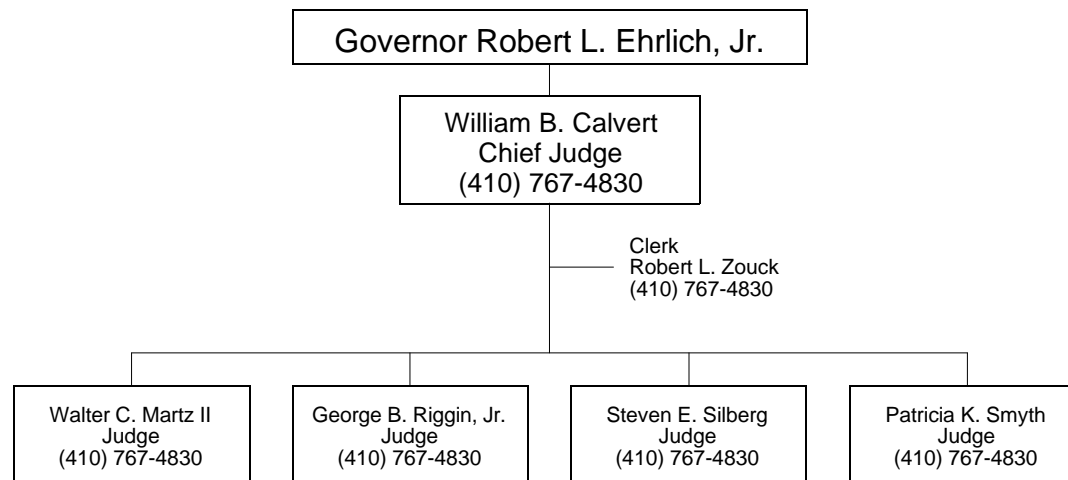 Governor Robert L. Ehrlich, Jr.
William B. Calvert
Chief Judge
(410) 767-4830
Clerk
Robert L. Zouck
(410) 767-4830
Walter C. Martz II
Judge
(410) 767-4830
George B. Riggin, Jr.
Judge
(410) 767-4830
Steven E. Silberg
Judge
(410) 767-4830
Patricia K. Smyth
Judge
(410) 767-4830